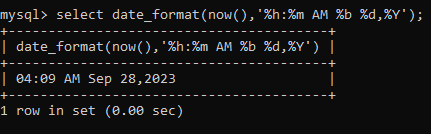 mysql> select date_format(now(),'%h:%m AM %b %d,%Y');
+--------------------------------------+
| date_format(now(),'%h:%m AM %b %d,%Y') |
+--------------------------------------+
| 04:09 AM Sep 28,2023 |
+--------------------------------------+
1 row in set (0.00 sec)